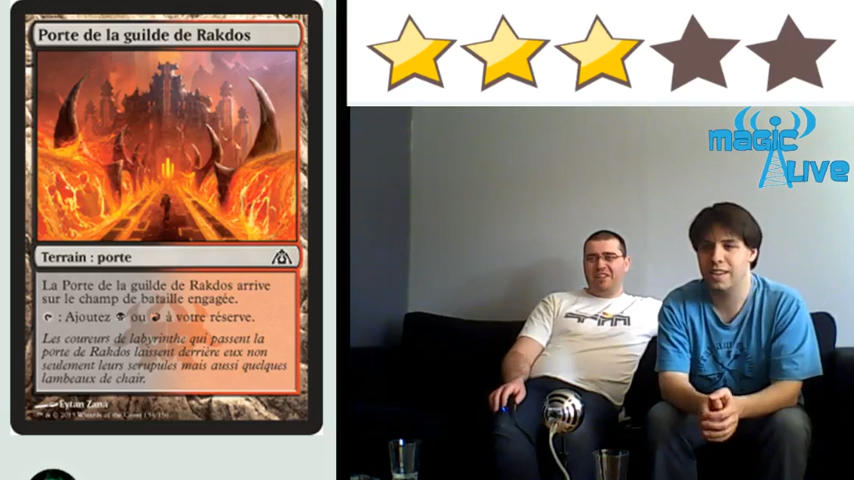 Porte de la guilde de Rakdos
Terrain : porte
La Porte de la guilde de Rakdos arrive
sur le champ de bataille engagée.
: Ajoutez ou à votre réserve.
Les coureurs de labyrinthe qui passent la
porte de Rakdos laissent derrière eux non
seulement leurs scrupules mais aussi quelques
lambeaux de chair.
Eytan Zana
magic
Live